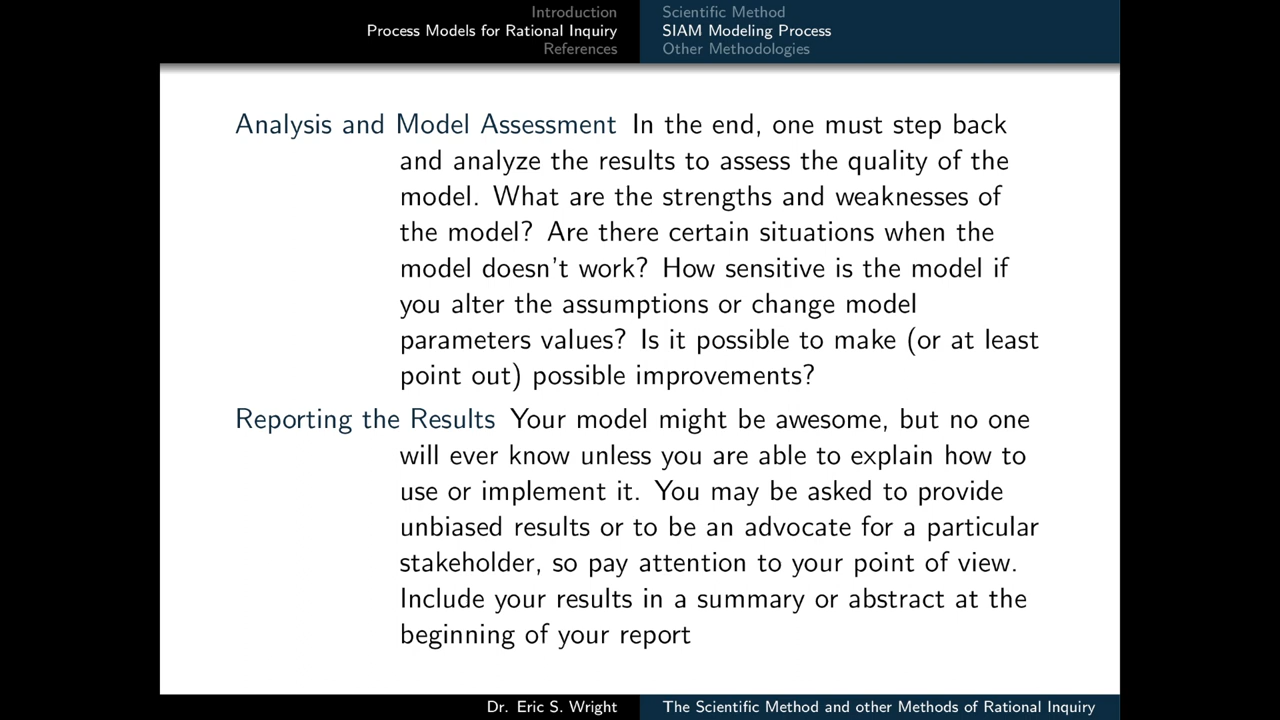 Introduction
Process Models for Rational Inquiry
References
Scientific Method
SIAM Modeling Process
Other Methodologies
Analysis and Model Assessment In the end, one must step back
and analyze the results to assess the quality of the
model. What are the strengths and weaknesses of
the model? Are there certain situations when the
model doesn't work? How sensitive is the model if
you alter the assumptions or change model
parameters values? Is it possible to make (or at least
point out) possible improvements?
Reporting the Results Your model might be awesome, but no one
will ever know unless you are able to explain how to
use or implement it. You may be asked to provide
unbiased results or to be an advocate for a particular
stakeholder, so pay attention to your point of view.
Include your results in a summary or abstract at the
beginning of your report
Dr. Eric S. Wright
The Scientific Method and other Methods of Rational Inquiry